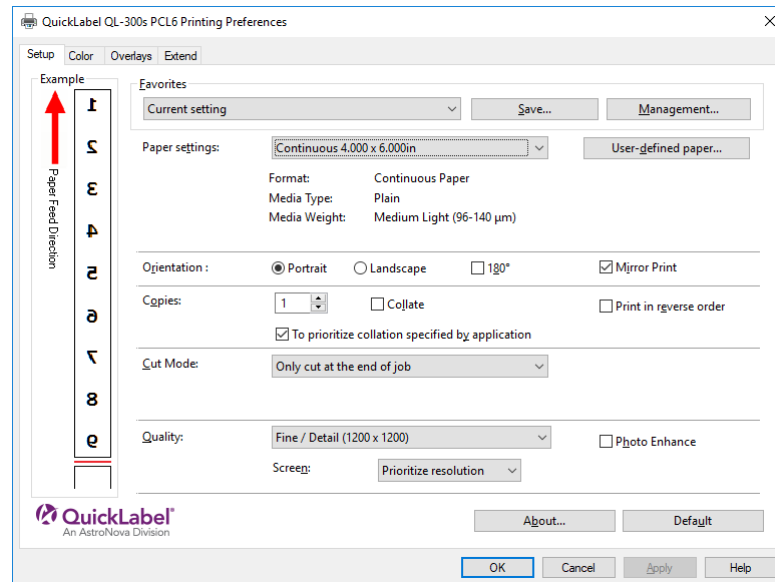 QuickLabel QL-300s PCL6 Printing Preferences
Setup Color Overlays Extend
Example
1
2
3
4
5
6
7
8
9
Paper Feed Direction
Favorites
Current setting Save... Management...
Paper settings: Continuous 4.000 x 6.000in User-defined paper...
Format: Continuous Paper
Media Type: Plain
Media Weight: Medium Light (96-140 µm)
Orientation : Portrait Landscape 180° Mirror Print
Copies: 1 Collate Print in reverse order
To prioritize collation specified by application
Cut Mode: Only cut at the end of job
Quality: Fine / Detail (1200 x 1200) Photo Enhance
Screen: Prioritize resolution
QuickLabel®
An AstroNova Division
About... Default
OK Cancel Apply Help